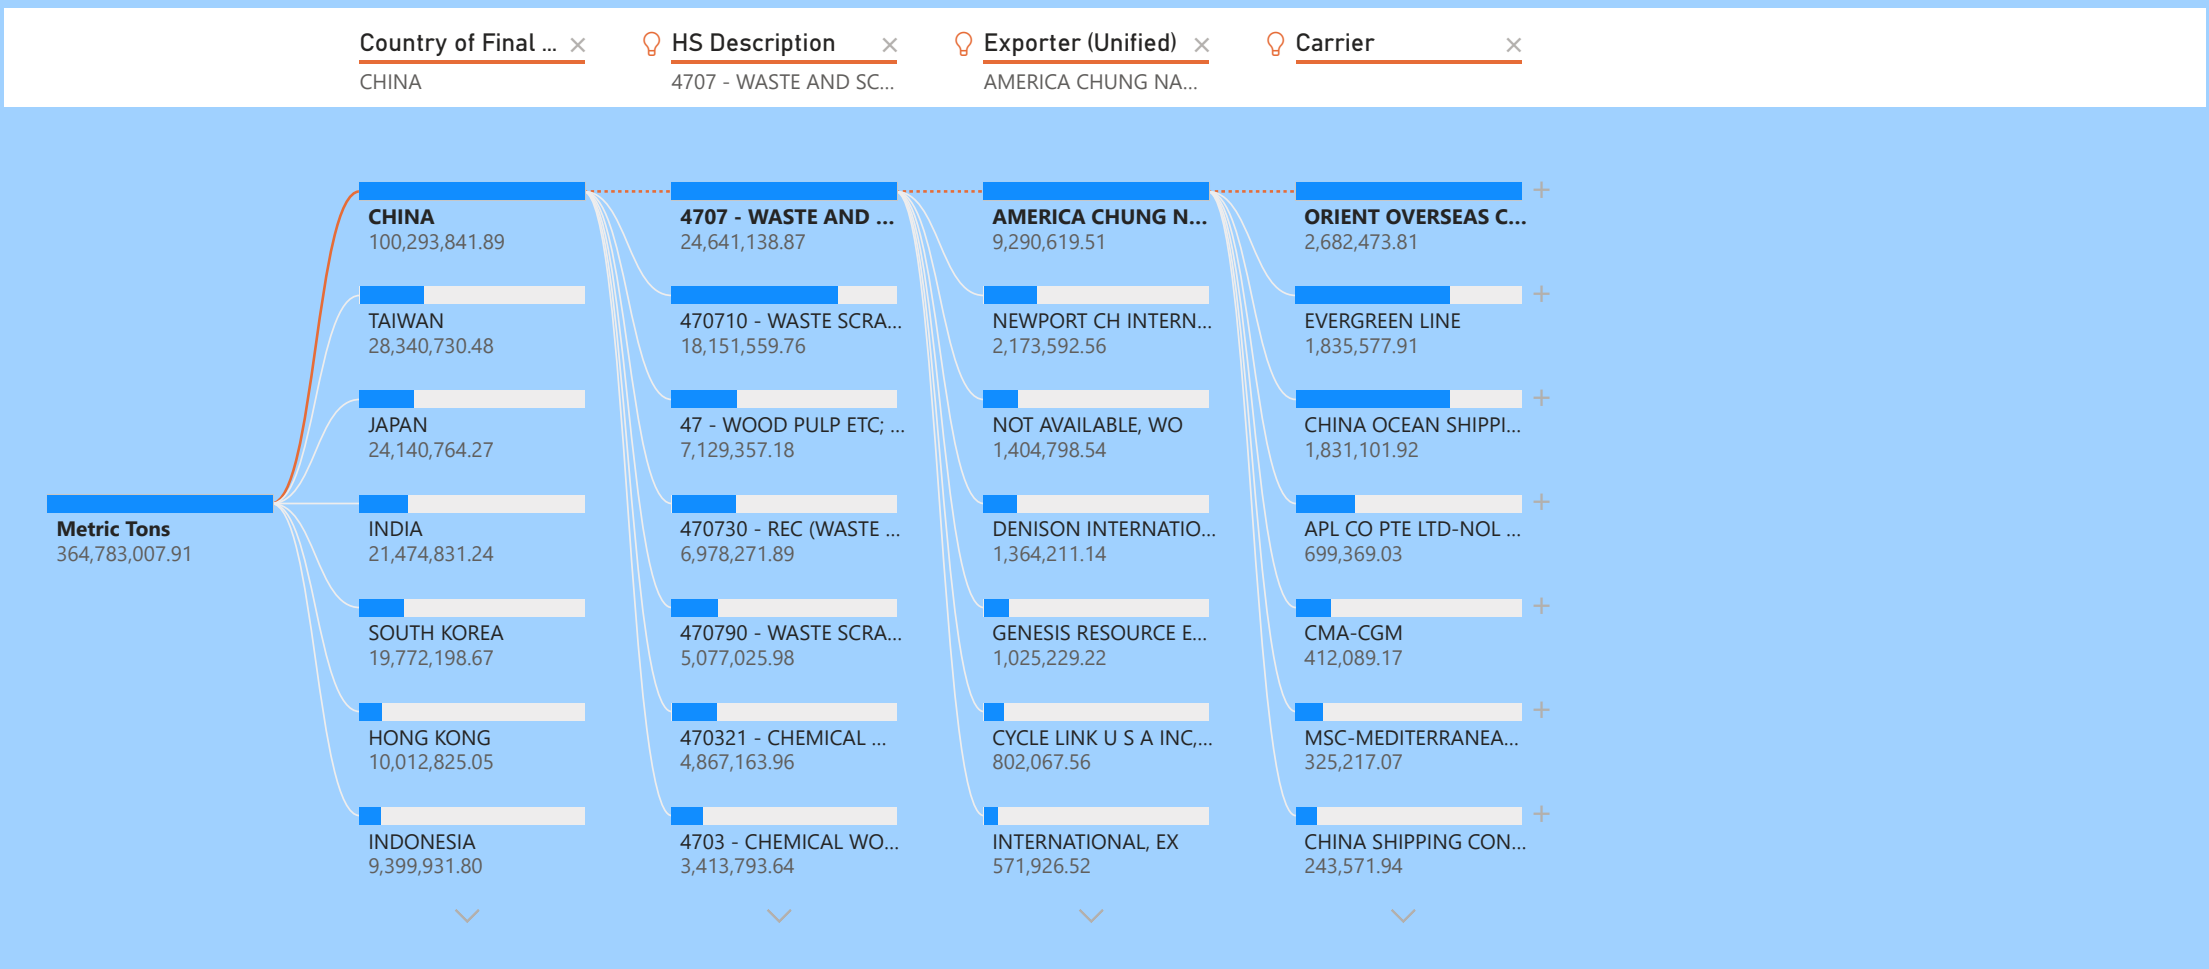 Country of Final ...
HS Description
Exporter (Unified)
Carrier
CHINA
4707 - WASTE AND SC...
AMERICA CHUNG NA...
Metric Tons
364,783,007.91
CHINA
100,293,841.89
TAIWAN
28,340,730.48
JAPAN
24,140,764.27
INDIA
21,474,831.24
SOUTH KOREA
19,772,198.67
HONG KONG
10,012,825.05
INDONESIA
9,399,931.80
4707 - WASTE AND ...
24,641,138.87
470710 - WASTE SCRA...
18,151,559.76
47 - WOOD PULP ETC; ...
7,129,357.18
470730 - REC (WASTE ...
6,978,271.89
470790 - WASTE SCRA...
5,077,025.98
470321 - CHEMICAL ...
4,867,163.96
4703 - CHEMICAL WO...
3,413,793.64
AMERICA CHUNG N...
9,290,619.51
NEWPORT CH INTERN...
2,173,592.56
NOT AVAILABLE, WO
1,404,798.54
DENISON INTERNATIO...
1,364,211.14
GENESIS RESOURCE E...
1,025,229.22
CYCLE LINK U S A INC,...
802,067.56
INTERNATIONAL, EX
571,926.52
ORIENT OVERSEAS C...
2,682,473.81
EVERGREEN LINE
1,835,577.91
CHINA OCEAN SHIPPI...
1,831,101.92
APL CO PTE LTD-NOL ...
699,369.03
CMA-CGM
412,089.17
MSC-MEDITERRANEA...
325,217.07
CHINA SHIPPING CON...
243,571.94